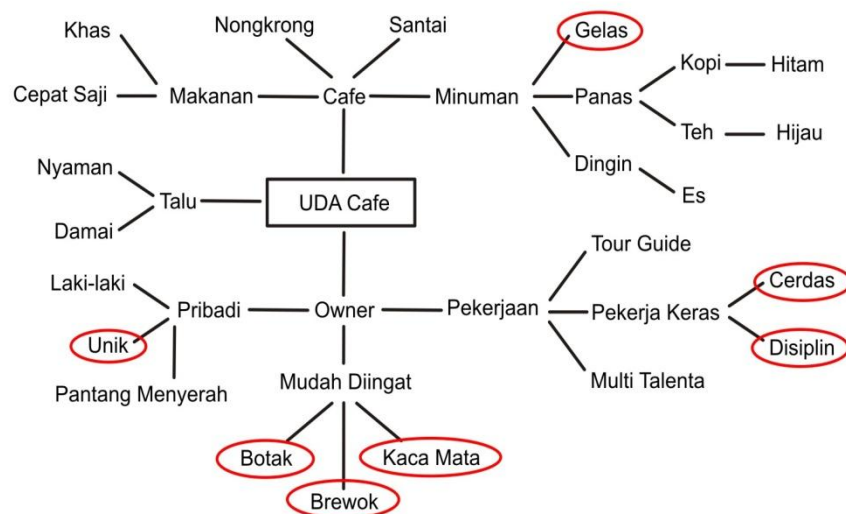 Khas
Nongkrong
Santai
Gelas
Cepat Saji
Makanan
Cafe
Minuman
Panas
Kopi
Hitam
Teh
Hijau
Dingin
Es
Nyaman
Talu
Damai
UDA Cafe
Tour Guide
Laki-laki
Pribadi
Owner
Pekerjaan
Pekerja Keras
Cerdas
Disiplin
Unik
Pantang Menyerah
Mudah Diingat
Multi Talenta
Botak
Kaca Mata
Brewok